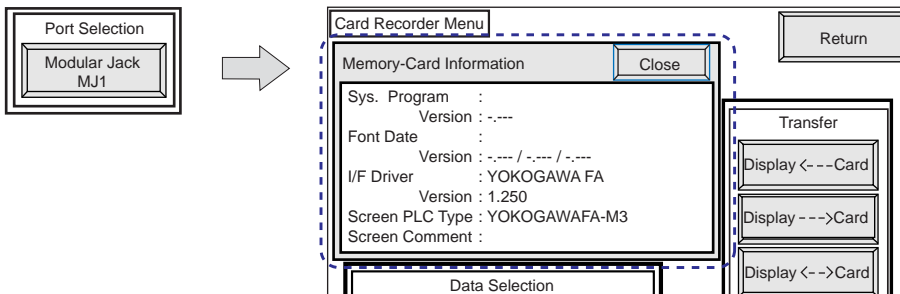 Port Selection
Modular Jack
MJ1
Card Recorder Menu
Return
Memory-Card Information
Close
Sys. Program :
Version : -.---
Font Date :
Version : -.--- / -.--- / -.---
I/F Driver : YOKOGAWA FA
Version : 1.250
Screen PLC Type : YOKOGAWAFA-M3
Screen Comment :
Transfer
Display <---Card
Display --->Card
Display <-->Card
Data Selection